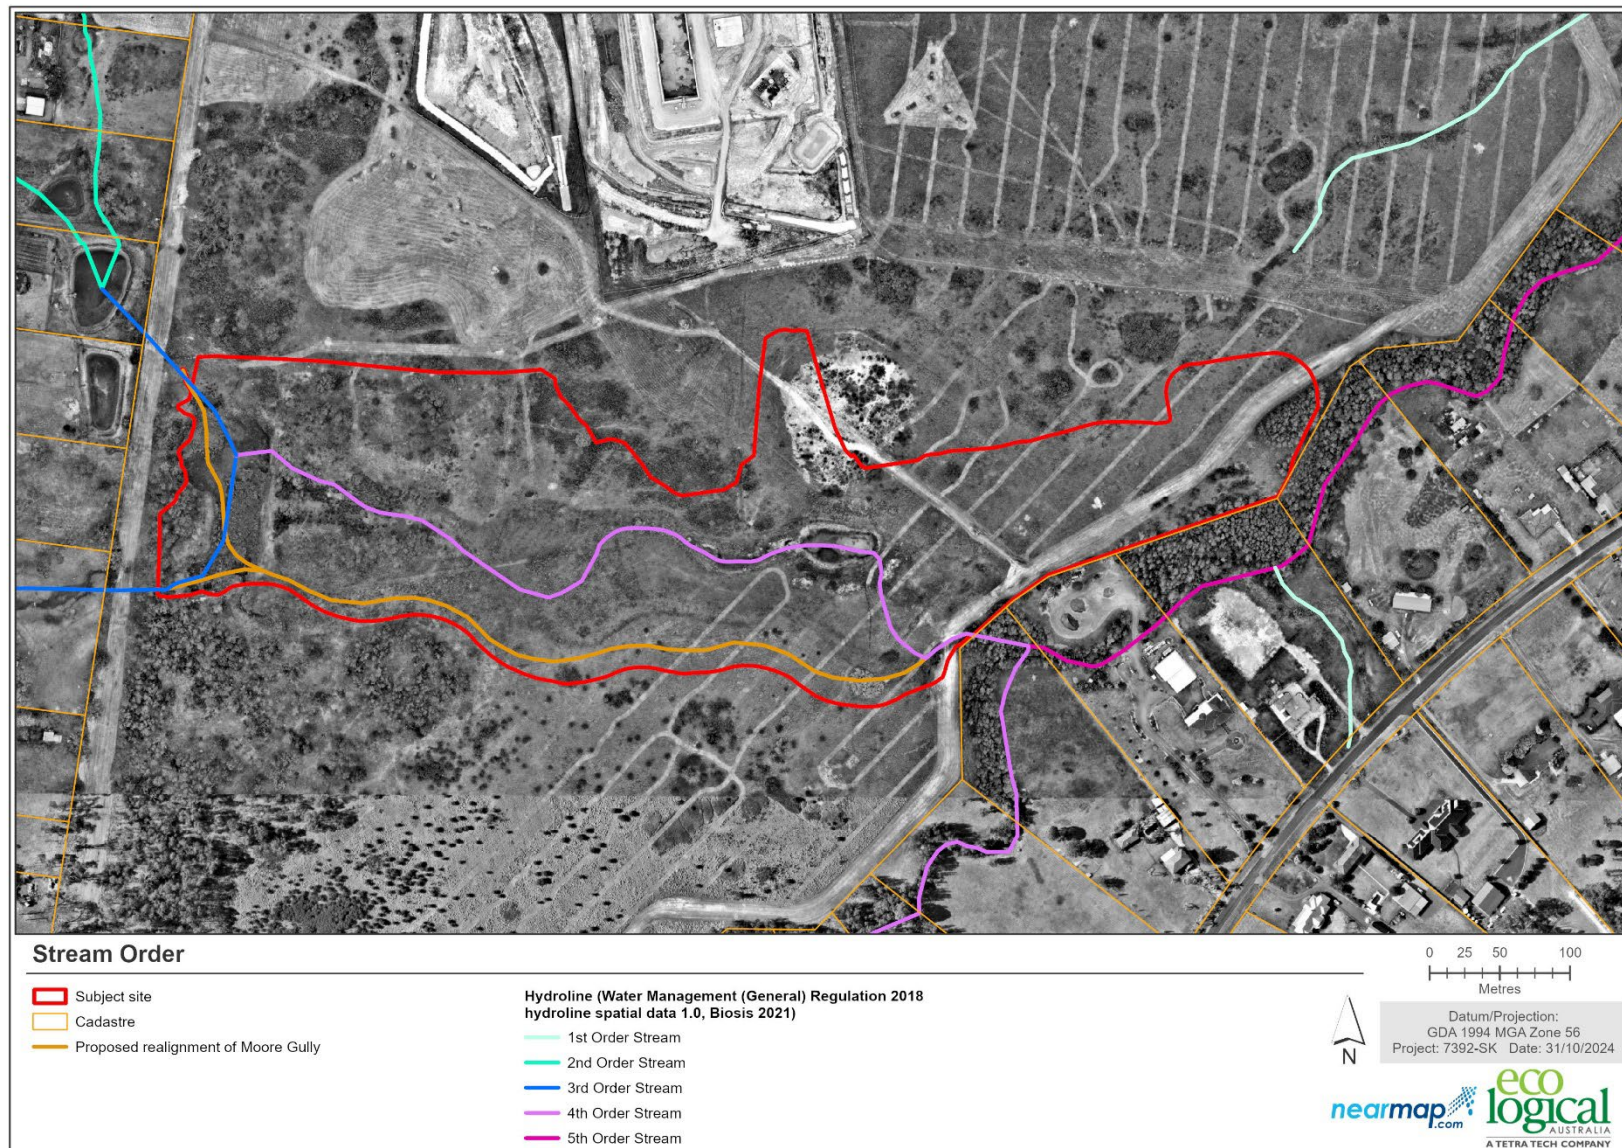 Stream Order
Subject site
Cadastre
Proposed realignment of Moore Gully
Hydroline (Water Management (General) Regulation 2018
hydroline spatial data 1.0, Biosis 2021)
1st Order Stream
2nd Order Stream
3rd Order Stream
4th Order Stream
5th Order Stream
0 25 50 100
Metres
N
Datum/Projection:
GDA 1994 MGA Zone 56
Project: 7392-SK Date: 31/10/2024
nearmap
.com
eco
logical
AUSTRALIA
A TETRA TECH COMPANY